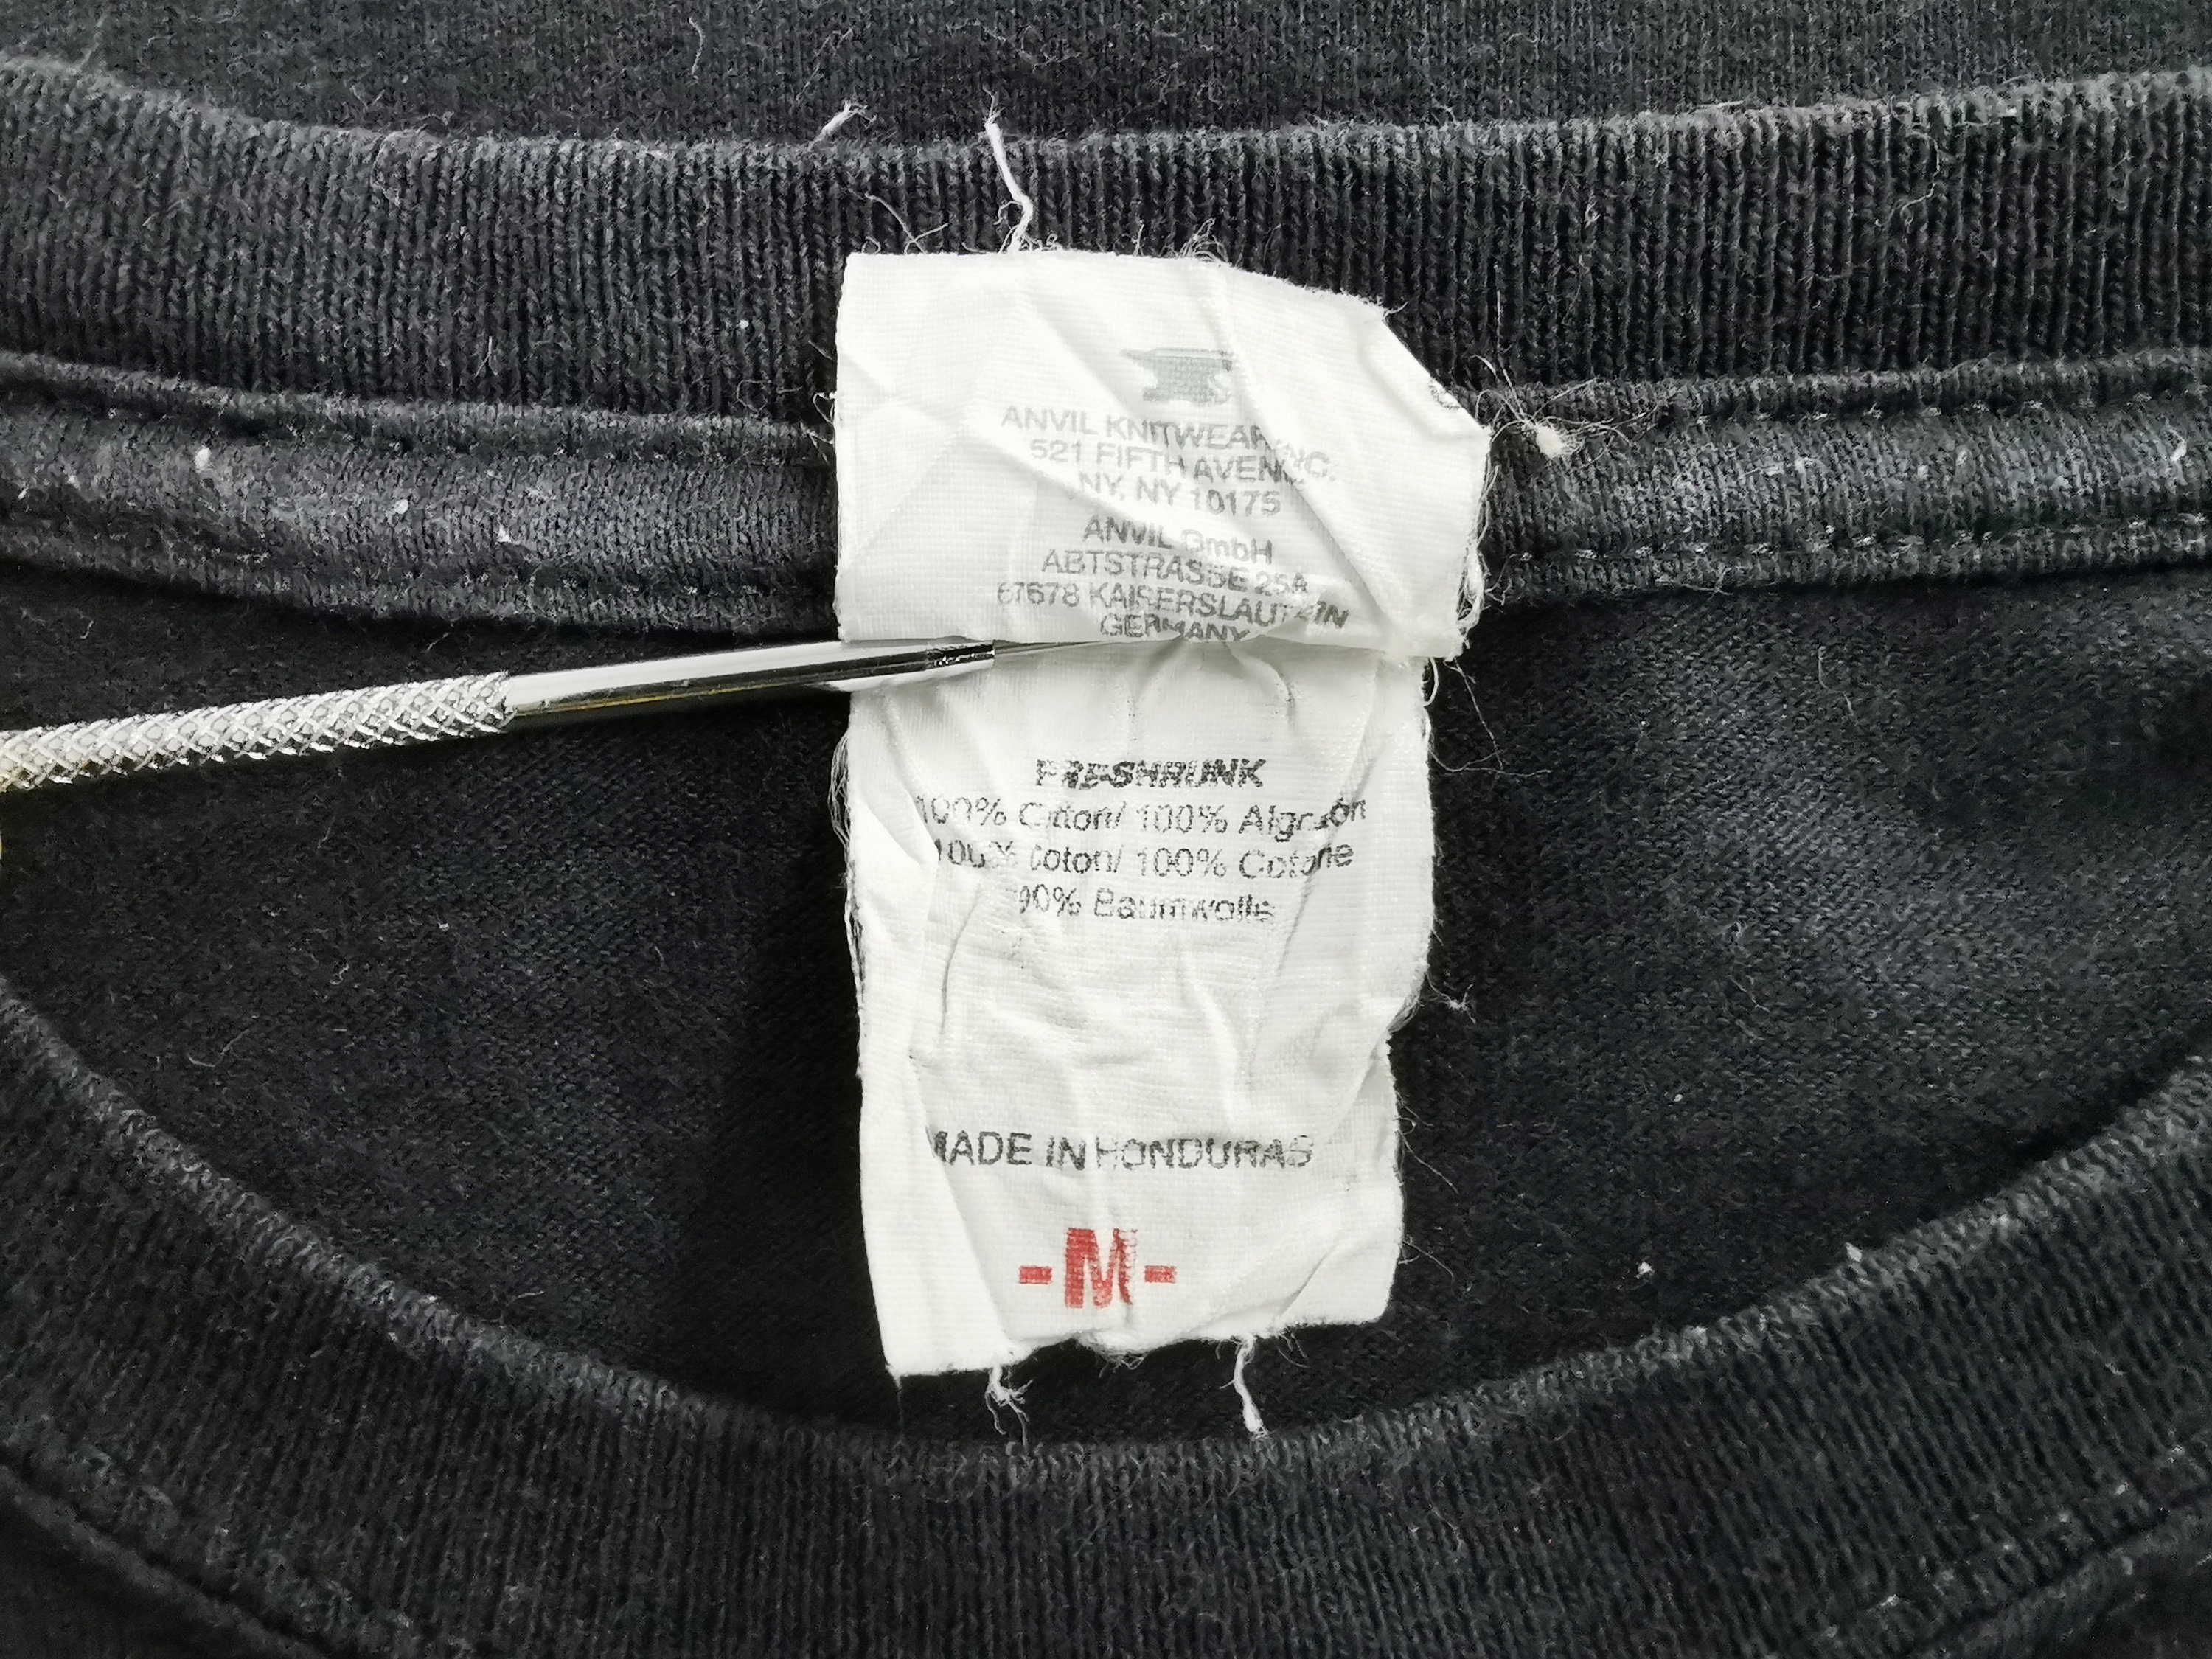 ANVIL KNITWEAR INC.
521 FIFTH AVENUE
NY, NY 10175
ANVIL GmbH
ABTSTRASSE 25A
67678 KAISERSLAUTERN
GERMANY
PRESHRUNK
100% Cotton/ 100% Algodón
100% Coton/ 100% Cotone
100% Baumwolle
MADE IN HONDURAS
-M-